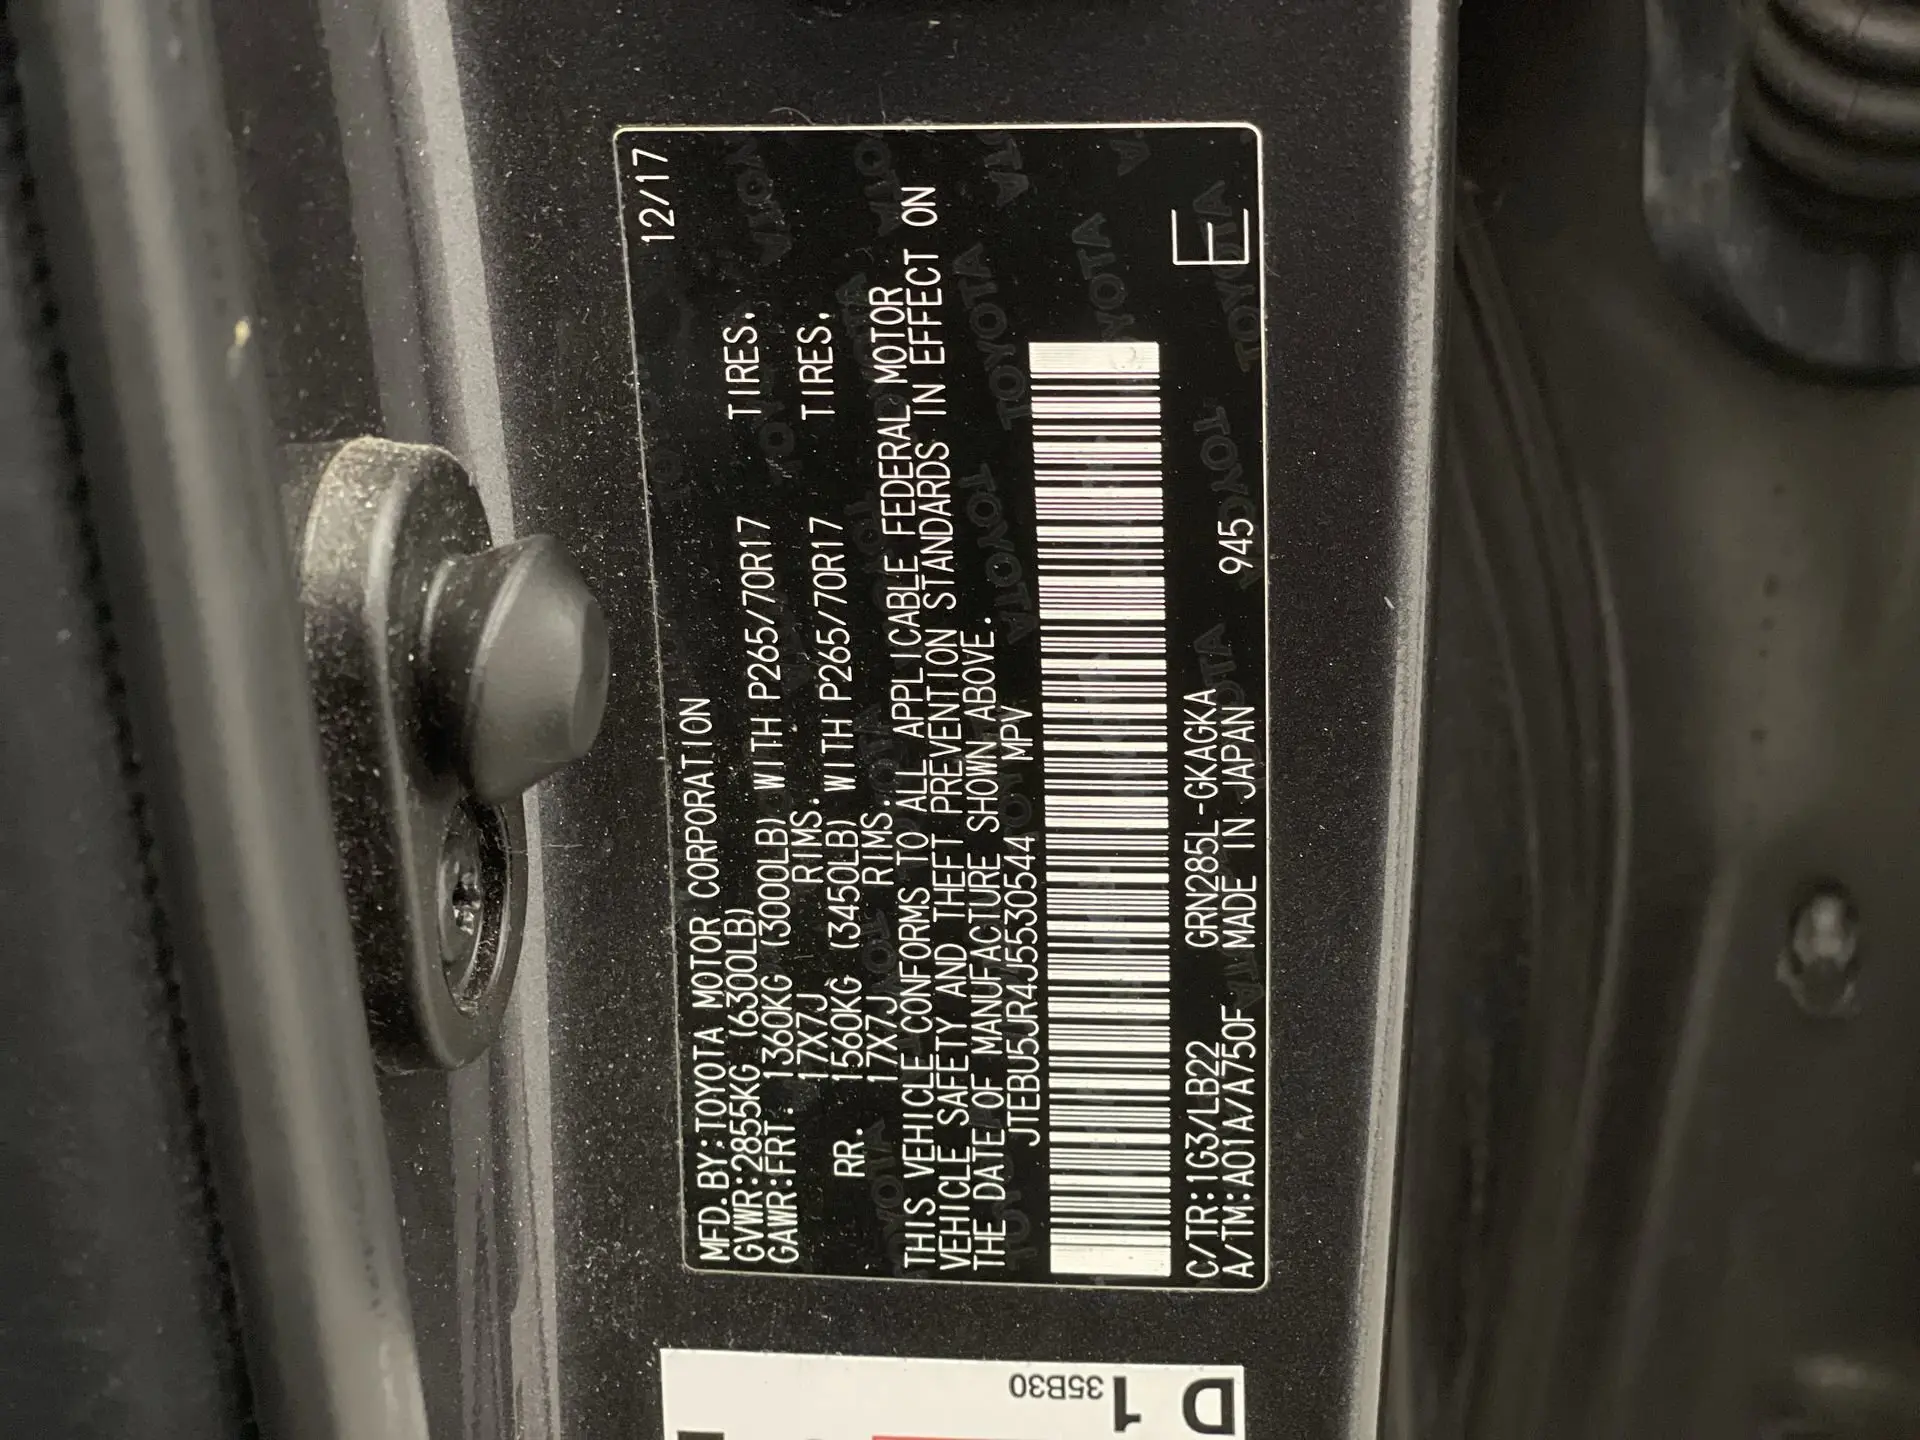 12/17
MFD.BY:TOYOTA MOTOR CORPORATION
GVWR:2855KG (6300LB)
GAWR:FRT. 1360KG (3000LB) WITH P265/70R17 TIRES.
17X7J RIMS.
RR. 1560KG (3450LB) WITH P265/70R17 TIRES.
17X7J RIMS.
THIS VEHICLE CONFORMS TO ALL APPLICABLE FEDERAL MOTOR
VEHICLE SAFETY AND THEFT PREVENTION STANDARDS IN EFFECT ON
THE DATE OF MANUFACTURE SHOWN ABOVE.
JTEBU5JR4J5530544 MPV
C/TR:1G3/LB22 GRN285L-GKAGKA
A/TM:A01A/A750F MADE IN JAPAN 945
E
D1
35B30